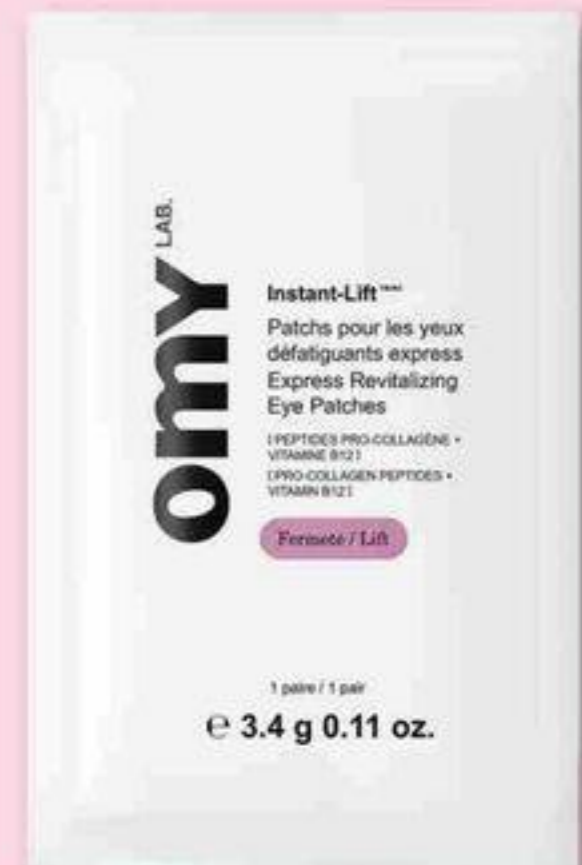 omy LAB.
Instant-Lift
Patchs pour les yeux
défatiguants express
Express Revitalizing
Eye Patches
[PEPTIDES PRO-COLLAGÈNE +
VITAMINE B12]
[PRO-COLLAGEN PEPTIDES +
VITAMIN B12]
Fermeté / Lift
1 paire / 1 pair
℮ 3.4 g 0.11 oz.